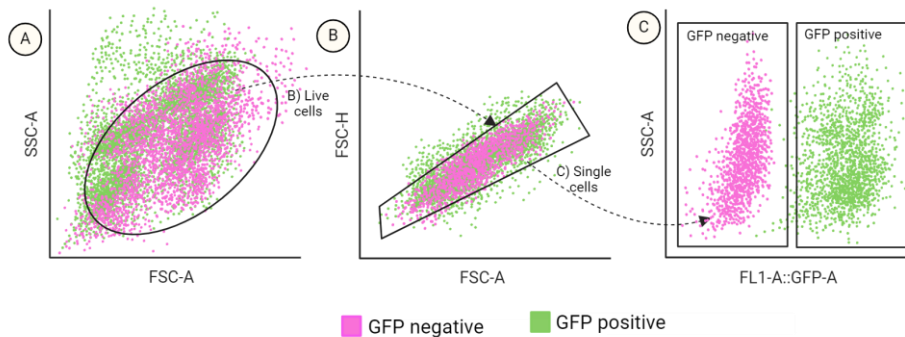 A
SSC-A
B) Live
cells
FSC-A
B
FSC-H
C) Single
cells
FSC-A
C
SSC-A
GFP negative
GFP positive
FL1-A::GFP-A
GFP negative
GFP positive